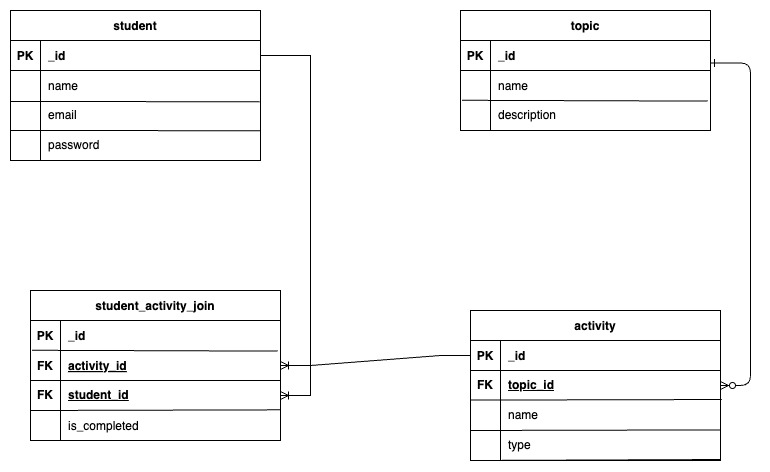 student
PK _id
name
email
password
topic
PK _id
name
description
student_activity_join
PK _id
FK activity_id
FK student_id
is_completed
activity
PK _id
FK topic_id
name
type